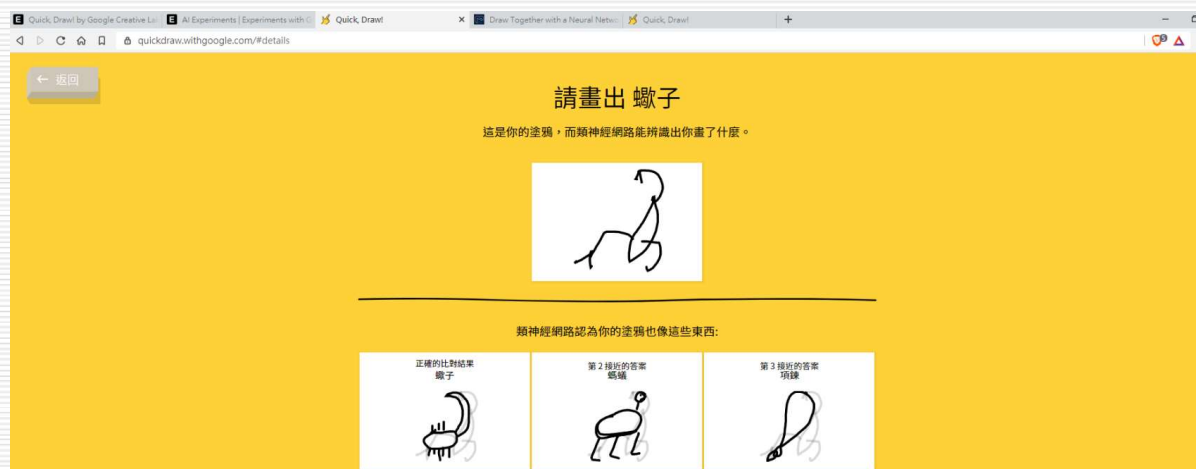 Quick, Draw! by Google Creative La
AI Experiments | Experiments with G
Quick, Draw!
Draw Together with a Neural Netwo
Quick, Draw!
quickdraw.withgoogle.com/#details
← 返回
請畫出 蠍子
這是你的塗鴉，而類神經網路能辨識出你畫了什麼。
類神經網路認為你的塗鴉也像這些東西:
正確的比對結果
蠍子
第 2 接近的答案
螞蟻
第 3 接近的答案
項鍊